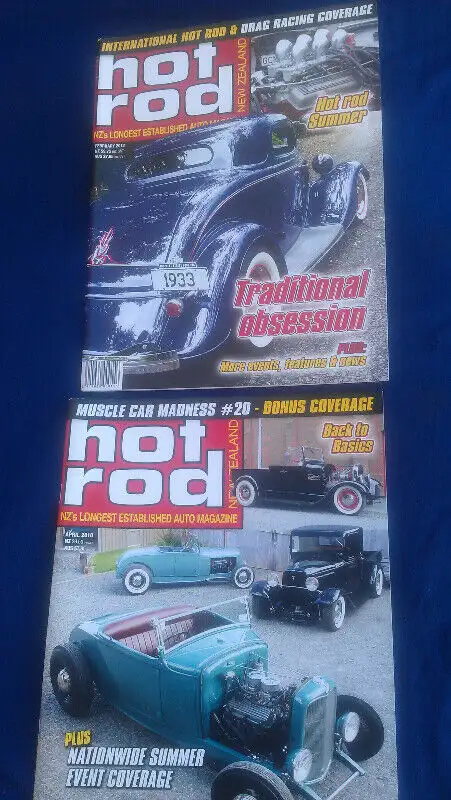 INTERNATIONAL HOT ROD & DRAG RACING COVERAGE
hot
rod
NEW ZEALAND
NZ's LONGEST ESTABLISHED AUTO MAGAZINE
Hot rod
Summer
FEBRUARY 2010
1933
Traditional
obsession
PLUS:
More events, features & news
MUSCLE CAR MADNESS #20 - BONUS COVERAGE
hot
rod
NEW ZEALAND
NZ's LONGEST ESTABLISHED AUTO MAGAZINE
Back to
Basics
APRIL 2010
PLUS
NATIONWIDE SUMMER
EVENT COVERAGE